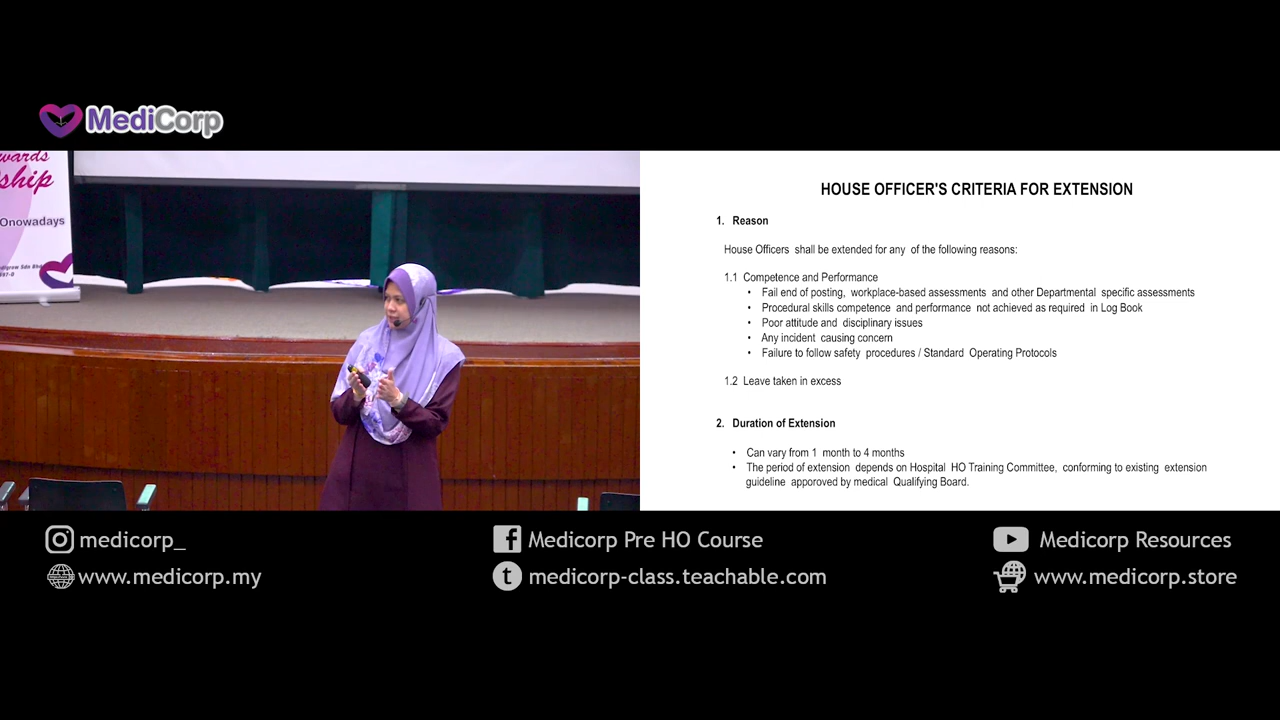 MediCorp
wards
ship
Onowadays
HOUSE OFFICER'S CRITERIA FOR EXTENSION
1. Reason
House Officers shall be extended for any of the following reasons:
1.1 Competence and Performance
• Fail end of posting, workplace-based assessments and other Departmental specific assessments
• Procedural skills competence and performance not achieved as required in Log Book
• Poor attitude and disciplinary issues
• Any incident causing concern
• Failure to follow safety procedures / Standard Operating Protocols
1.2 Leave taken in excess
2. Duration of Extension
• Can vary from 1 month to 4 months
• The period of extension depends on Hospital HO Training Committee, conforming to existing extension
guideline apporoved by medical Qualifying Board.
medicorp_
Medicorp Pre HO Course
Medicorp Resources
www.medicorp.my
medicorp-class.teachable.com
www.medicorp.store